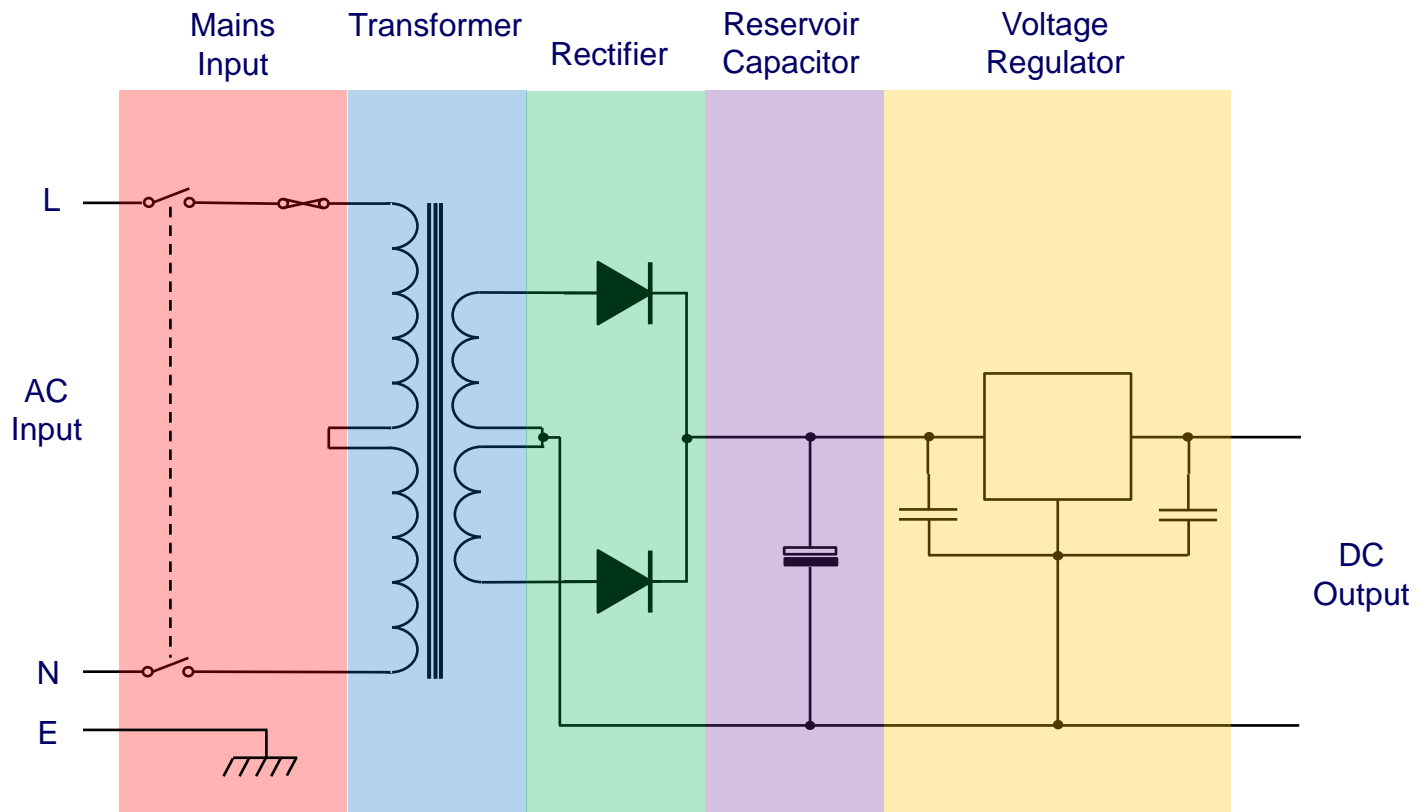 Mains
Input
Transformer
Rectifier
Reservoir
Capacitor
Voltage
Regulator
L
AC
Input
N
E
DC
Output